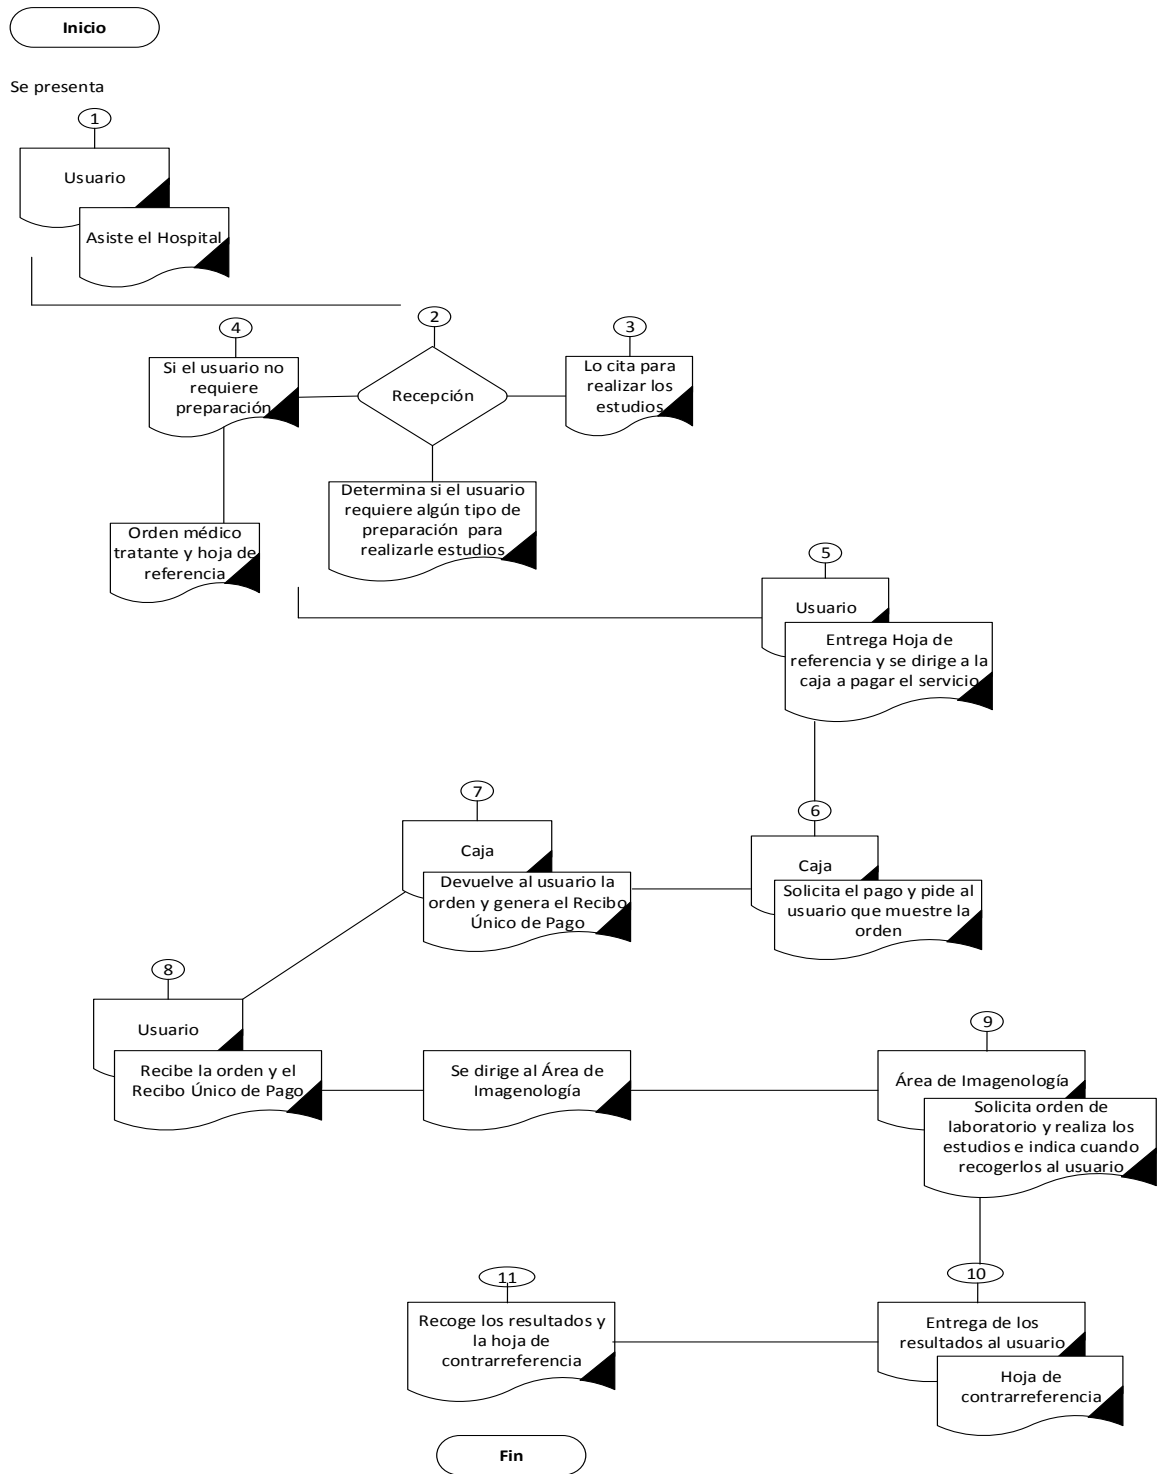 Inicio
Se presenta
1
Usuario
Asiste el Hospital
2
Recepción
3
Lo cita para
realizar los
estudios
4
Si el usuario no
requiere
preparación
Determina si el usuario
requiere algún tipo de
preparación para
realizarle estudios
Orden médico
tratante y hoja de
referencia
5
Usuario
Entrega Hoja de
referencia y se dirige a la
caja a pagar el servicio
6
Caja
Solicita el pago y pide al
usuario que muestre la
orden
7
Caja
Devuelve al usuario la
orden y genera el Recibo
Único de Pago
8
Usuario
Recibe la orden y el
Recibo Único de Pago
Se dirige al Área de
Imagenología
9
Área de Imagenología
Solicita orden de
laboratorio y realiza los
estudios e indica cuando
recogerlos al usuario
10
Entrega de los
resultados al usuario
Hoja de
contrarreferencia
11
Recoge los resultados y
la hoja de
contrarreferencia
Fin